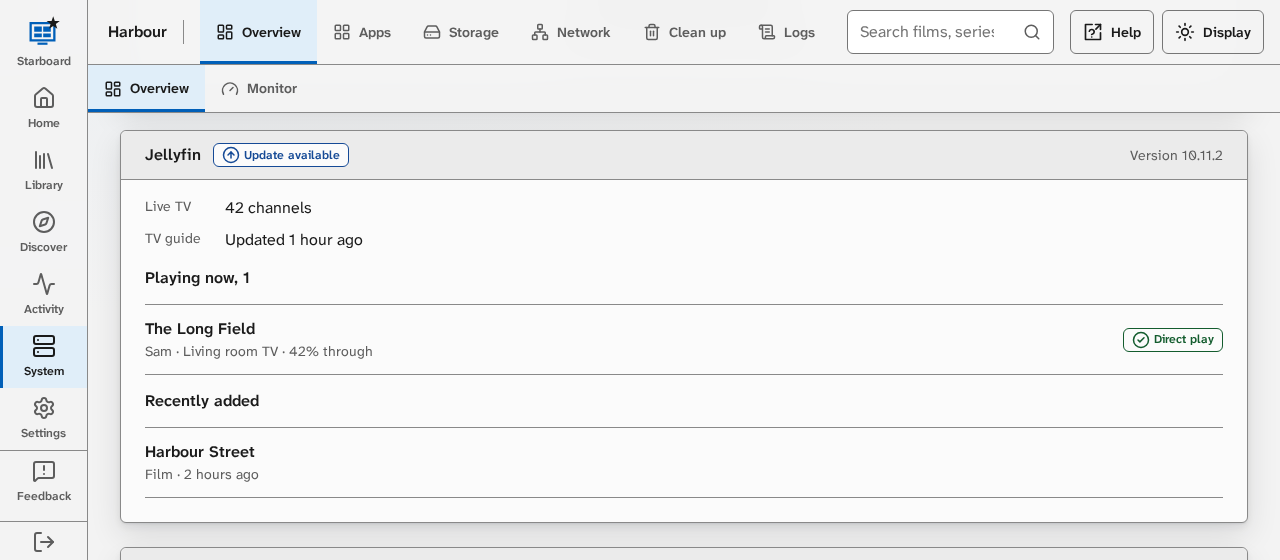 Starboard
Home
Library
Discover
Activity
System
Settings
Feedback
Harbour
Overview
Apps
Storage
Network
Clean up
Logs
Search films, series
Help
Display
Overview
Monitor
Jellyfin
Update available
Version 10.11.2
Live TV 42 channels
TV guide Updated 1 hour ago
Playing now, 1
The Long Field
Sam · Living room TV · 42% through
Direct play
Recently added
Harbour Street
Film · 2 hours ago